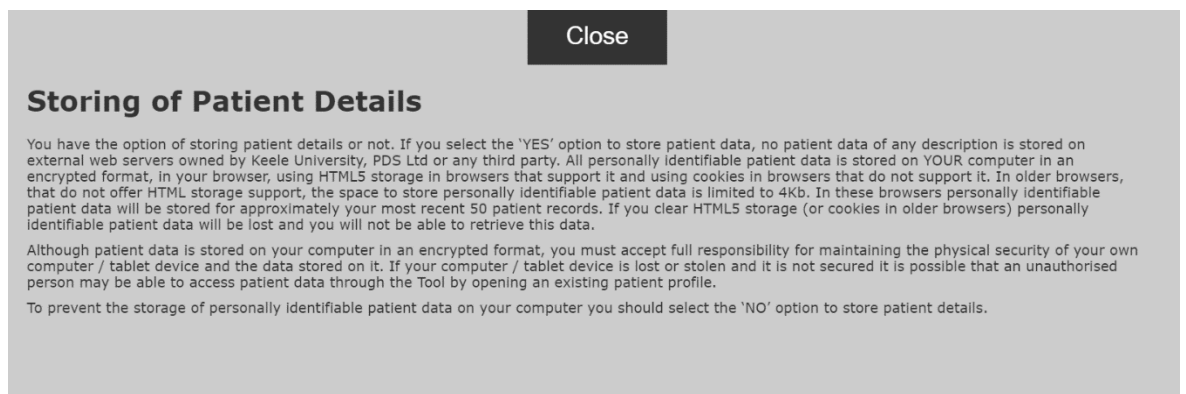 Close
Storing of Patient Details
You have the option of storing patient details or not. If you select the ‘YES’ option to store patient data, no patient data of any description is stored on
external web servers owned by Keele University, PDS Ltd or any third party. All personally identifiable patient data is stored on YOUR computer in an
encrypted format, in your browser, using HTML5 storage in browsers that support it and using cookies in browsers that do not support it. In older browsers,
that do not offer HTML storage support, the space to store personally identifiable patient data is limited to 4Kb. In these browsers personally identifiable
patient data will be stored for approximately your most recent 50 patient records. If you clear HTML5 storage (or cookies in older browsers) personally
identifiable patient data will be lost and you will not be able to retrieve this data.
Although patient data is stored on your computer in an encrypted format, you must accept full responsibility for maintaining the physical security of your own
computer / tablet device and the data stored on it. If your computer / tablet device is lost or stolen and it is not secured it is possible that an unauthorised
person may be able to access patient data through the Tool by opening an existing patient profile.
To prevent the storage of personally identifiable patient data on your computer you should select the ‘NO’ option to store patient details.